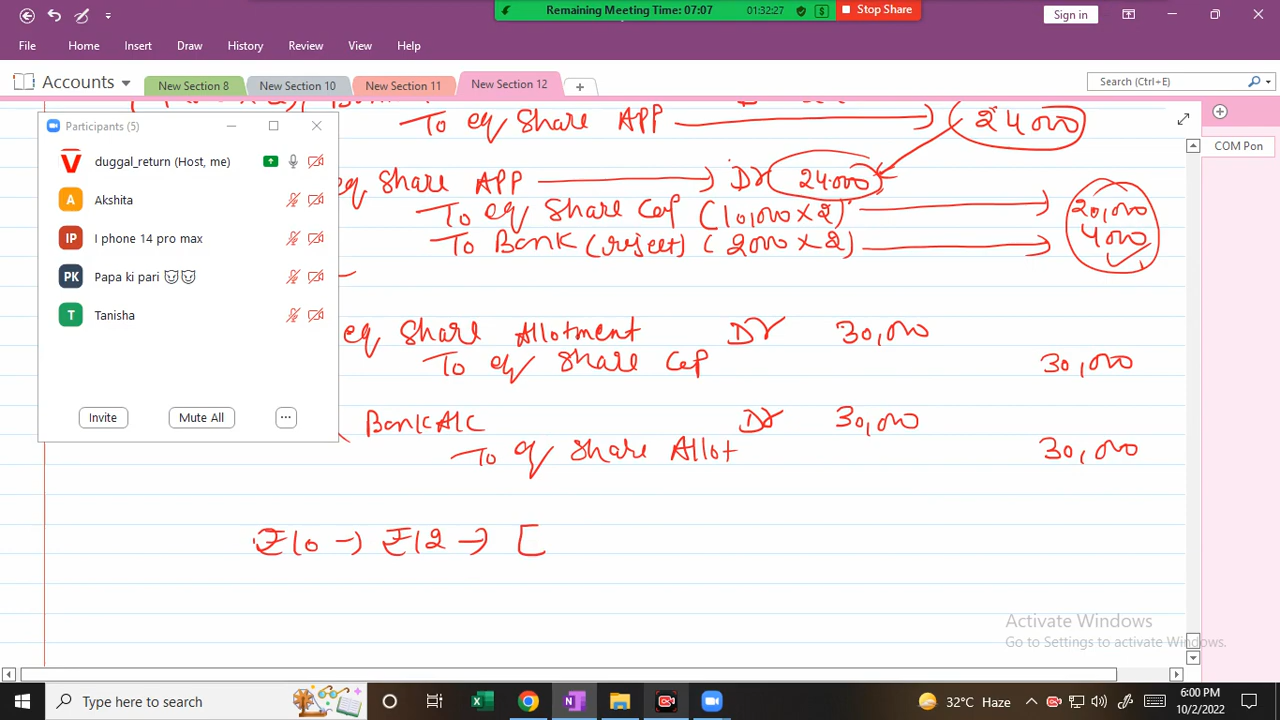 Remaining Meeting Time: 07:07
01:32:27
$
Stop Share
Sign in
File Home Insert Draw History Review View Help
Accounts
New Section 8
New Section 10
New Section 11
New Section 12
+
Search (Ctrl+E)
COM Pon
Participants (5)
V duggal_return (Host, me)
A Akshita
IP I phone 14 pro max
PK Papa ki pari 😺😺
T Tanisha
Invite
Mute All
...
To eq Share APP → 24000
eq Share APP → Dr 24000
To eq Share Cap (10,000 x 2) → 20,000
To Bank (reject) (2000 x 2) → 4000
eq Share Allotment Dr 30,000
To eq Share Cap 30,000
Bank A/C Dr 30,000
To eq Share Allot 30,000
₹10 → ₹12 → [
Activate Windows
Go to Settings to activate Windows.
Type here to search
32°C Haze
6:00 PM
10/2/2022